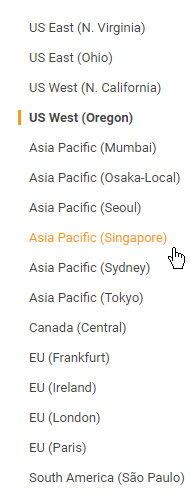 US East (N. Virginia)
US East (Ohio)
US West (N. California)
US West (Oregon)
Asia Pacific (Mumbai)
Asia Pacific (Osaka-Local)
Asia Pacific (Seoul)
Asia Pacific (Singapore)
Asia Pacific (Sydney)
Asia Pacific (Tokyo)
Canada (Central)
EU (Frankfurt)
EU (Ireland)
EU (London)
EU (Paris)
South America (São Paulo)